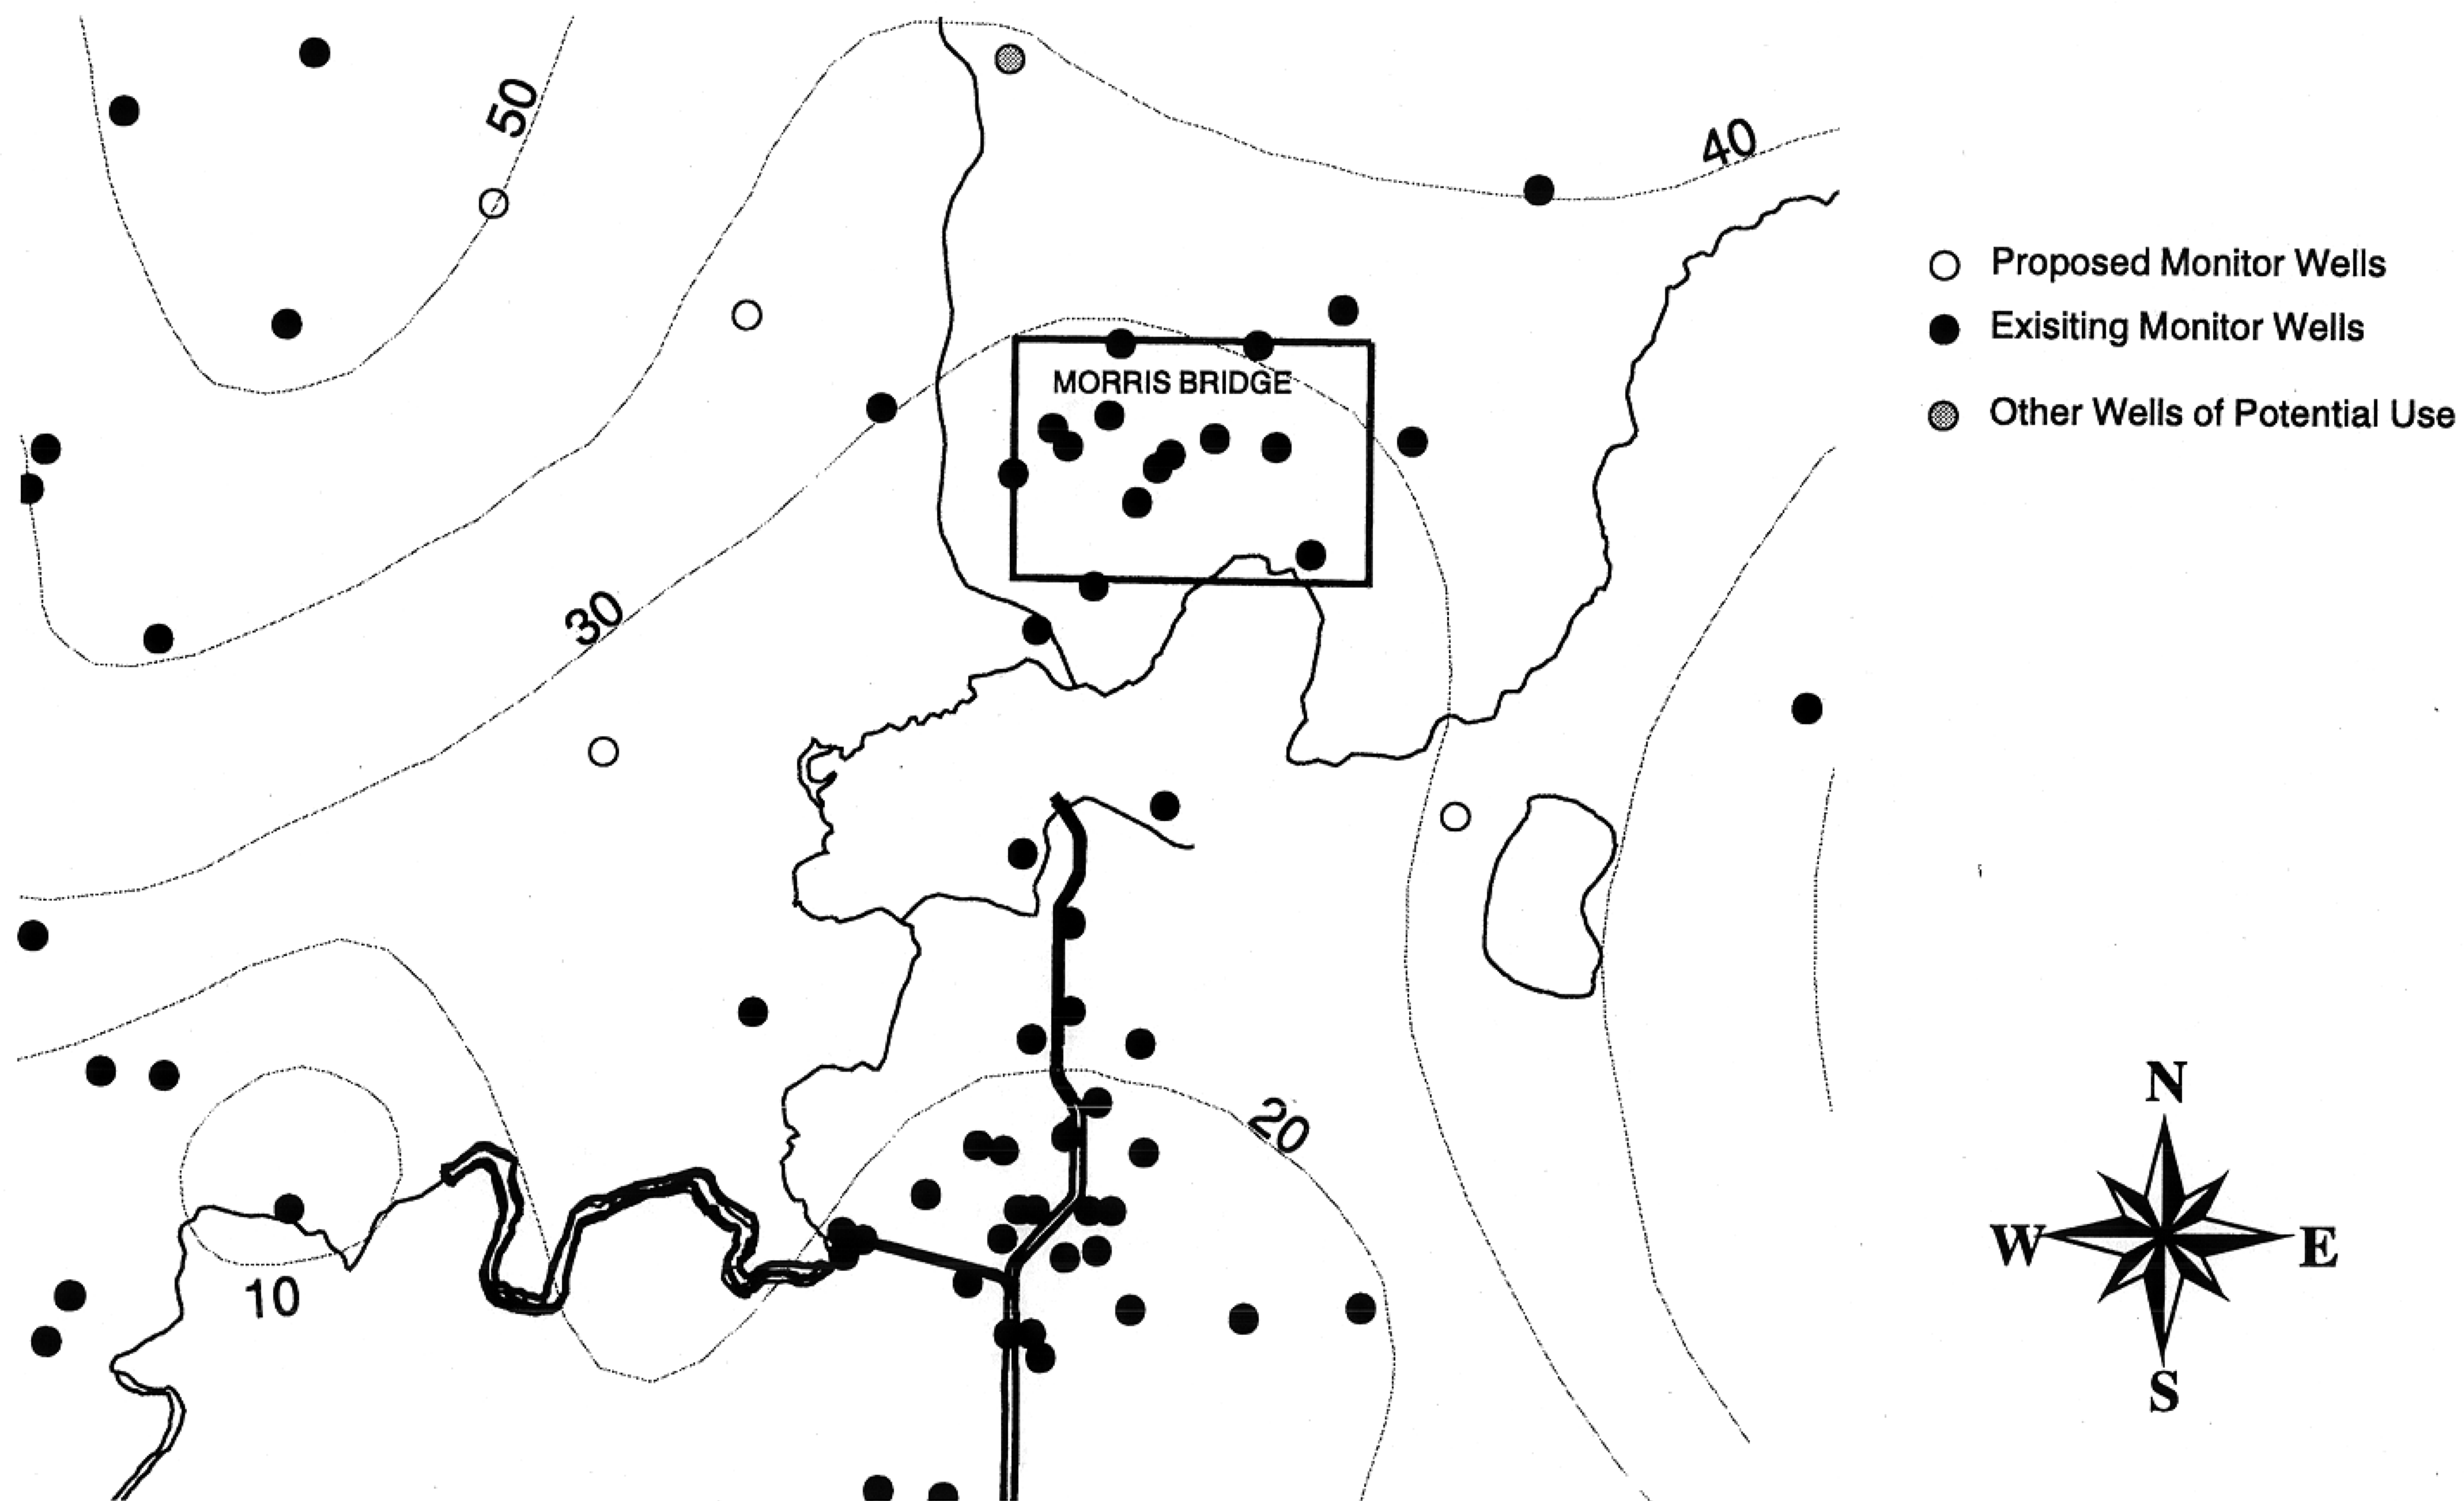 50
40
Proposed Monitor Wells
Exisiting Monitor Wells
MORRIS BRIDGE
Other Wells of Potential Use
30
N
20
W
E
10
S